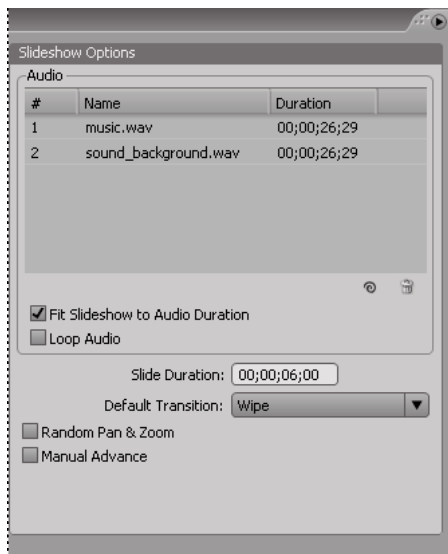 Slideshow Options
Audio
# Name Duration
1 music.wav 00;00;26;29
2 sound_background.wav 00;00;26;29
Fit Slideshow to Audio Duration
Loop Audio
Slide Duration: 00;00;06;00
Default Transition: Wipe
Random Pan & Zoom
Manual Advance